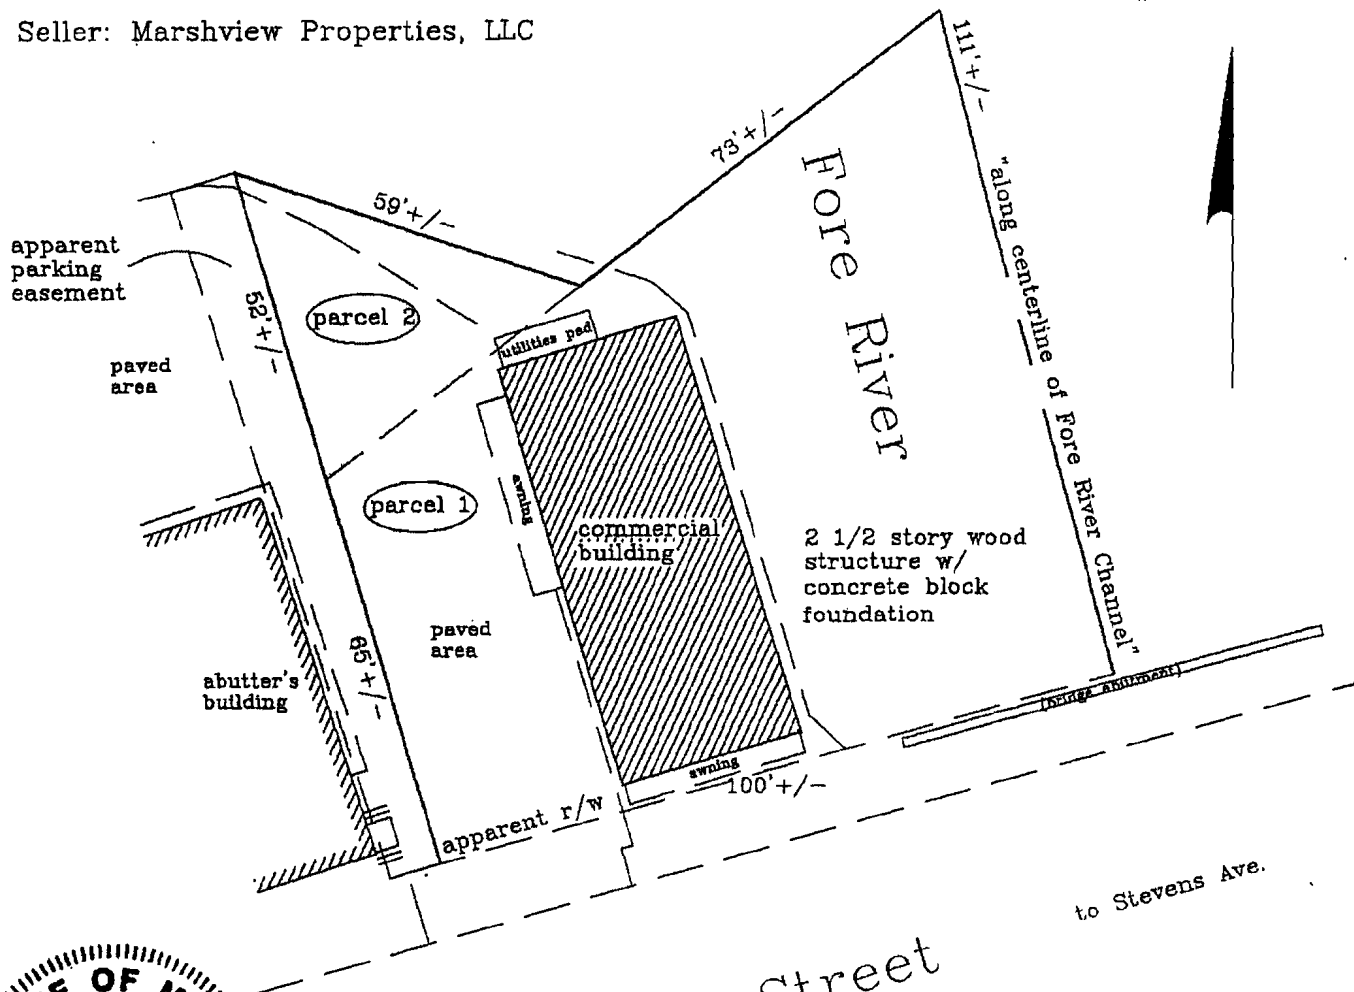 Seller: Marshview Properties, LLC
111'+/-
73'+/-
59'+/-
Fore River
"along centerline of Fore River Channel"
apparent
parking
easement
52'+/-
parcel 2
utilities pad
paved
area
parcel 1
awning
commercial
building
2 1/2 story wood
structure w/
concrete block
foundation
paved
area
65'+/-
abutter's
building
(bridge abutment)
awning
100'+/-
apparent r/w
to Stevens Ave.
Street
OF